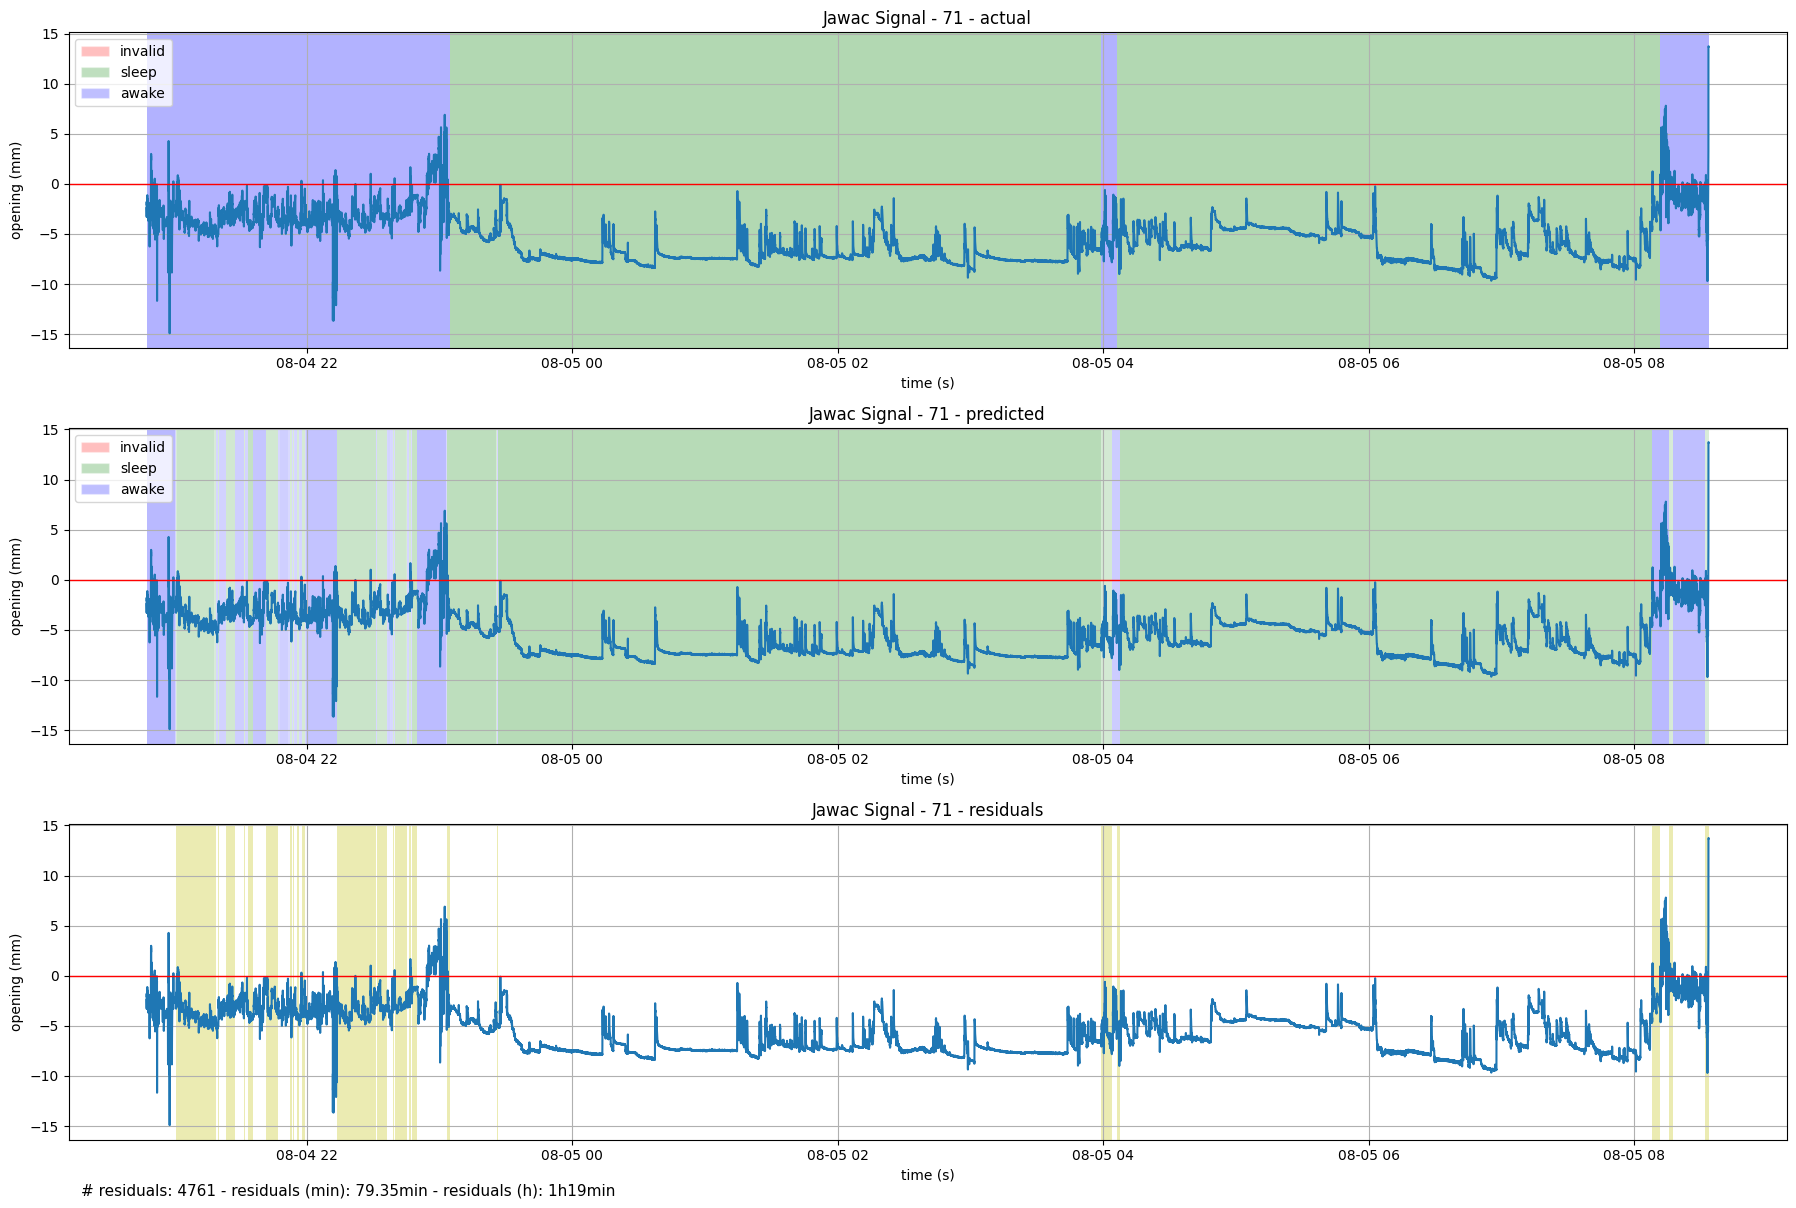 Jawac Signal - 71 - actual
15
10
5
0
−5
−10
−15
opening (mm)
invalid
sleep
awake
08-04 22
08-05 00
08-05 02
08-05 04
08-05 06
08-05 08
time (s)
Jawac Signal - 71 - predicted
15
10
5
0
−5
−10
−15
opening (mm)
invalid
sleep
awake
08-04 22
08-05 00
08-05 02
08-05 04
08-05 06
08-05 08
time (s)
Jawac Signal - 71 - residuals
15
10
5
0
−5
−10
−15
opening (mm)
08-04 22
08-05 00
08-05 02
08-05 04
08-05 06
08-05 08
time (s)
# residuals: 4761 - residuals (min): 79.35min - residuals (h): 1h19min